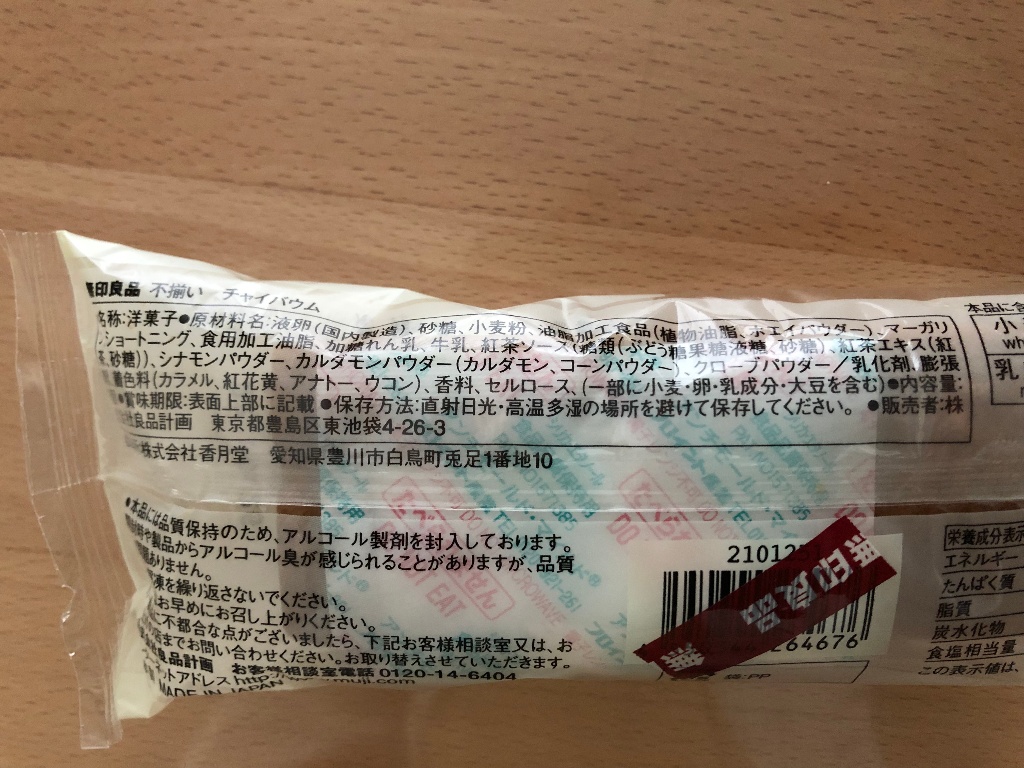 印良品 不揃い チャイバウム
名称:洋菓子●原材料名:液卵(国内製造)、砂糖、小麦粉、油脂加工食品(植物油脂、ホエイパウダー)、マーガリ
、ショートニング、食用加工油脂、加糖れん乳、牛乳、紅茶ソース(糖類(ぶどう糖果糖液糖、砂糖)、紅茶エキス(紅
茶、砂糖))、シナモンパウダー、カルダモンパウダー(カルダモン、コーンパウダー)、クローブパウダー/乳化剤、膨張
着色料(カラメル、紅花黄、アナトー、ウコン)、香料、セルロース、(一部に小麦・卵・乳成分・大豆を含む)●内容量:
●賞味期限:表面上部に記載 ●保存方法:直射日光・高温多湿の場所を避けて保存してください。 ●販売者:株
良品計画 東京都豊島区東池袋4-26-3
株式会社香月堂 愛知県豊川市白鳥町兎足1番地10
●本品には品質保持のため、アルコール製剤を封入しております。
や製品からアルコール臭が感じられることがありますが、品質
ありません。
凍を繰り返さないでください。
お早めにお召し上がりください。
に不都合な点がございましたら、下記お客様相談室又は、お
までお問い合わせください。お取り替えさせていただきます。
良品計画 お客様相談室電話 0120-14-6404
ットアドレス
MADE IN JAPAN
本品に含
小
wh
乳
210125
無印良品
無
264676
袋:PP
栄養成分表示
エネルギー
たんぱく質
脂質
炭水化物
食塩相当量
この表示値は、